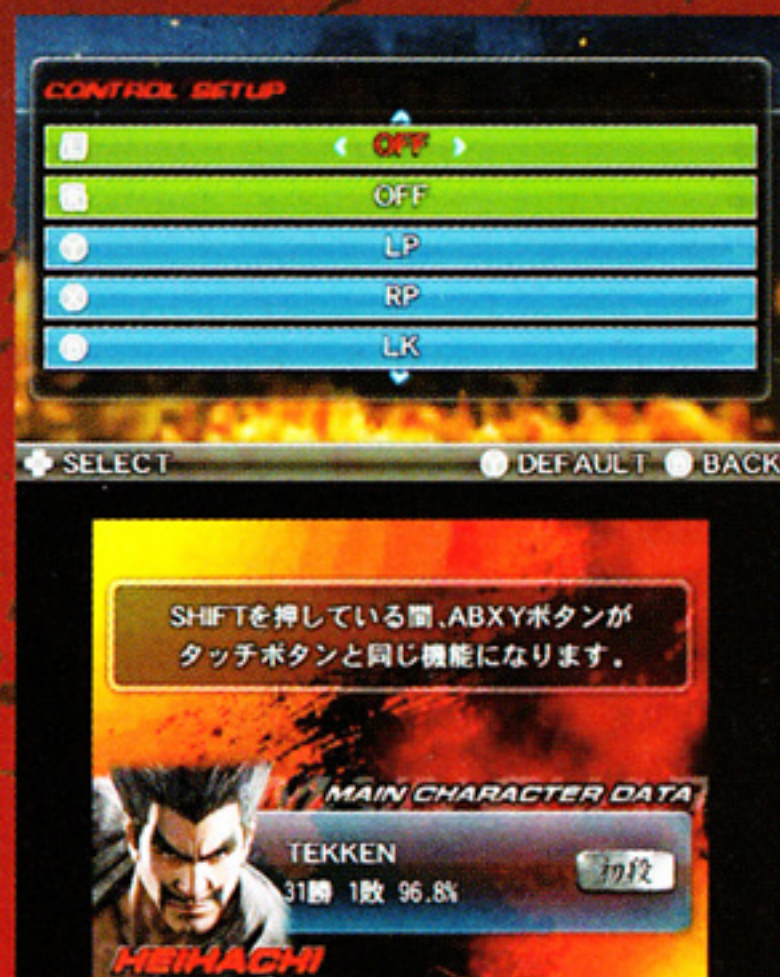 CONTROL SETUP
L OFF
R OFF
Y LP
X RP
B LK
SELECT
Y DEFAULT B BACK
SHIFTを押している間、ABXYボタンが
タッチボタンと同じ機能になります。
MAIN CHARACTER DATA
TEKKEN
初段
31勝 1敗 96.8%
HEIHACHI